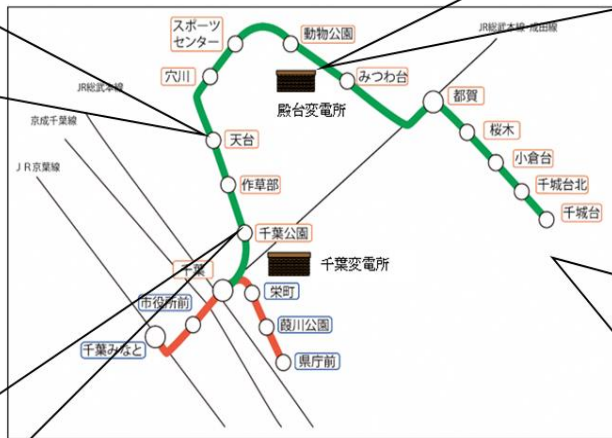 スポーツ
センター
動物公園
JR総武本線・成田線
穴川
みつわ台
JR総武本線
殿台変電所
都賀
京成千葉線
天台
桜木
JR京葉線
小倉台
作草部
千城台北
千葉公園
千城台
千葉
千葉変電所
市役所前
栄町
葭川公園
千葉みなと
県庁前